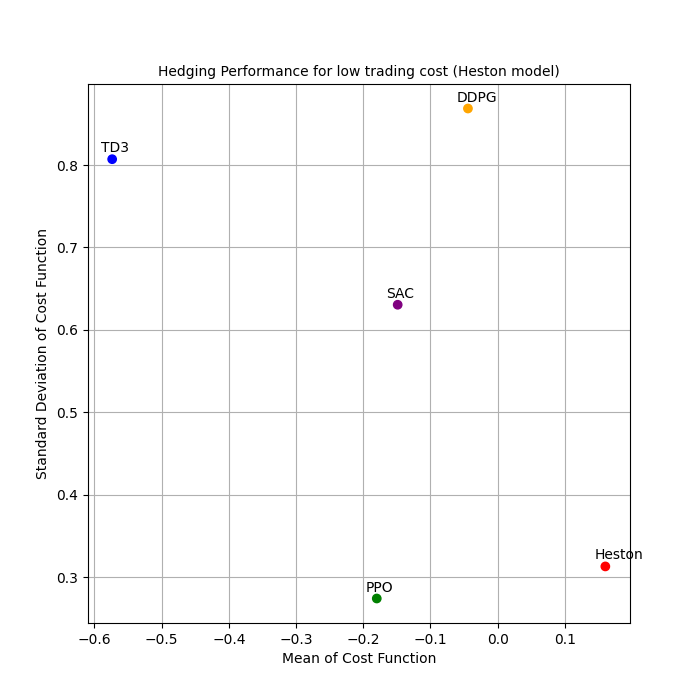 Hedging Performance for low trading cost (Heston model)
DDPG
TD3
SAC
Heston
PPO
Standard Deviation of Cost Function
0.8
0.7
0.6
0.5
0.4
0.3
−0.6 −0.5 −0.4 −0.3 −0.2 −0.1 0.0 0.1
Mean of Cost Function